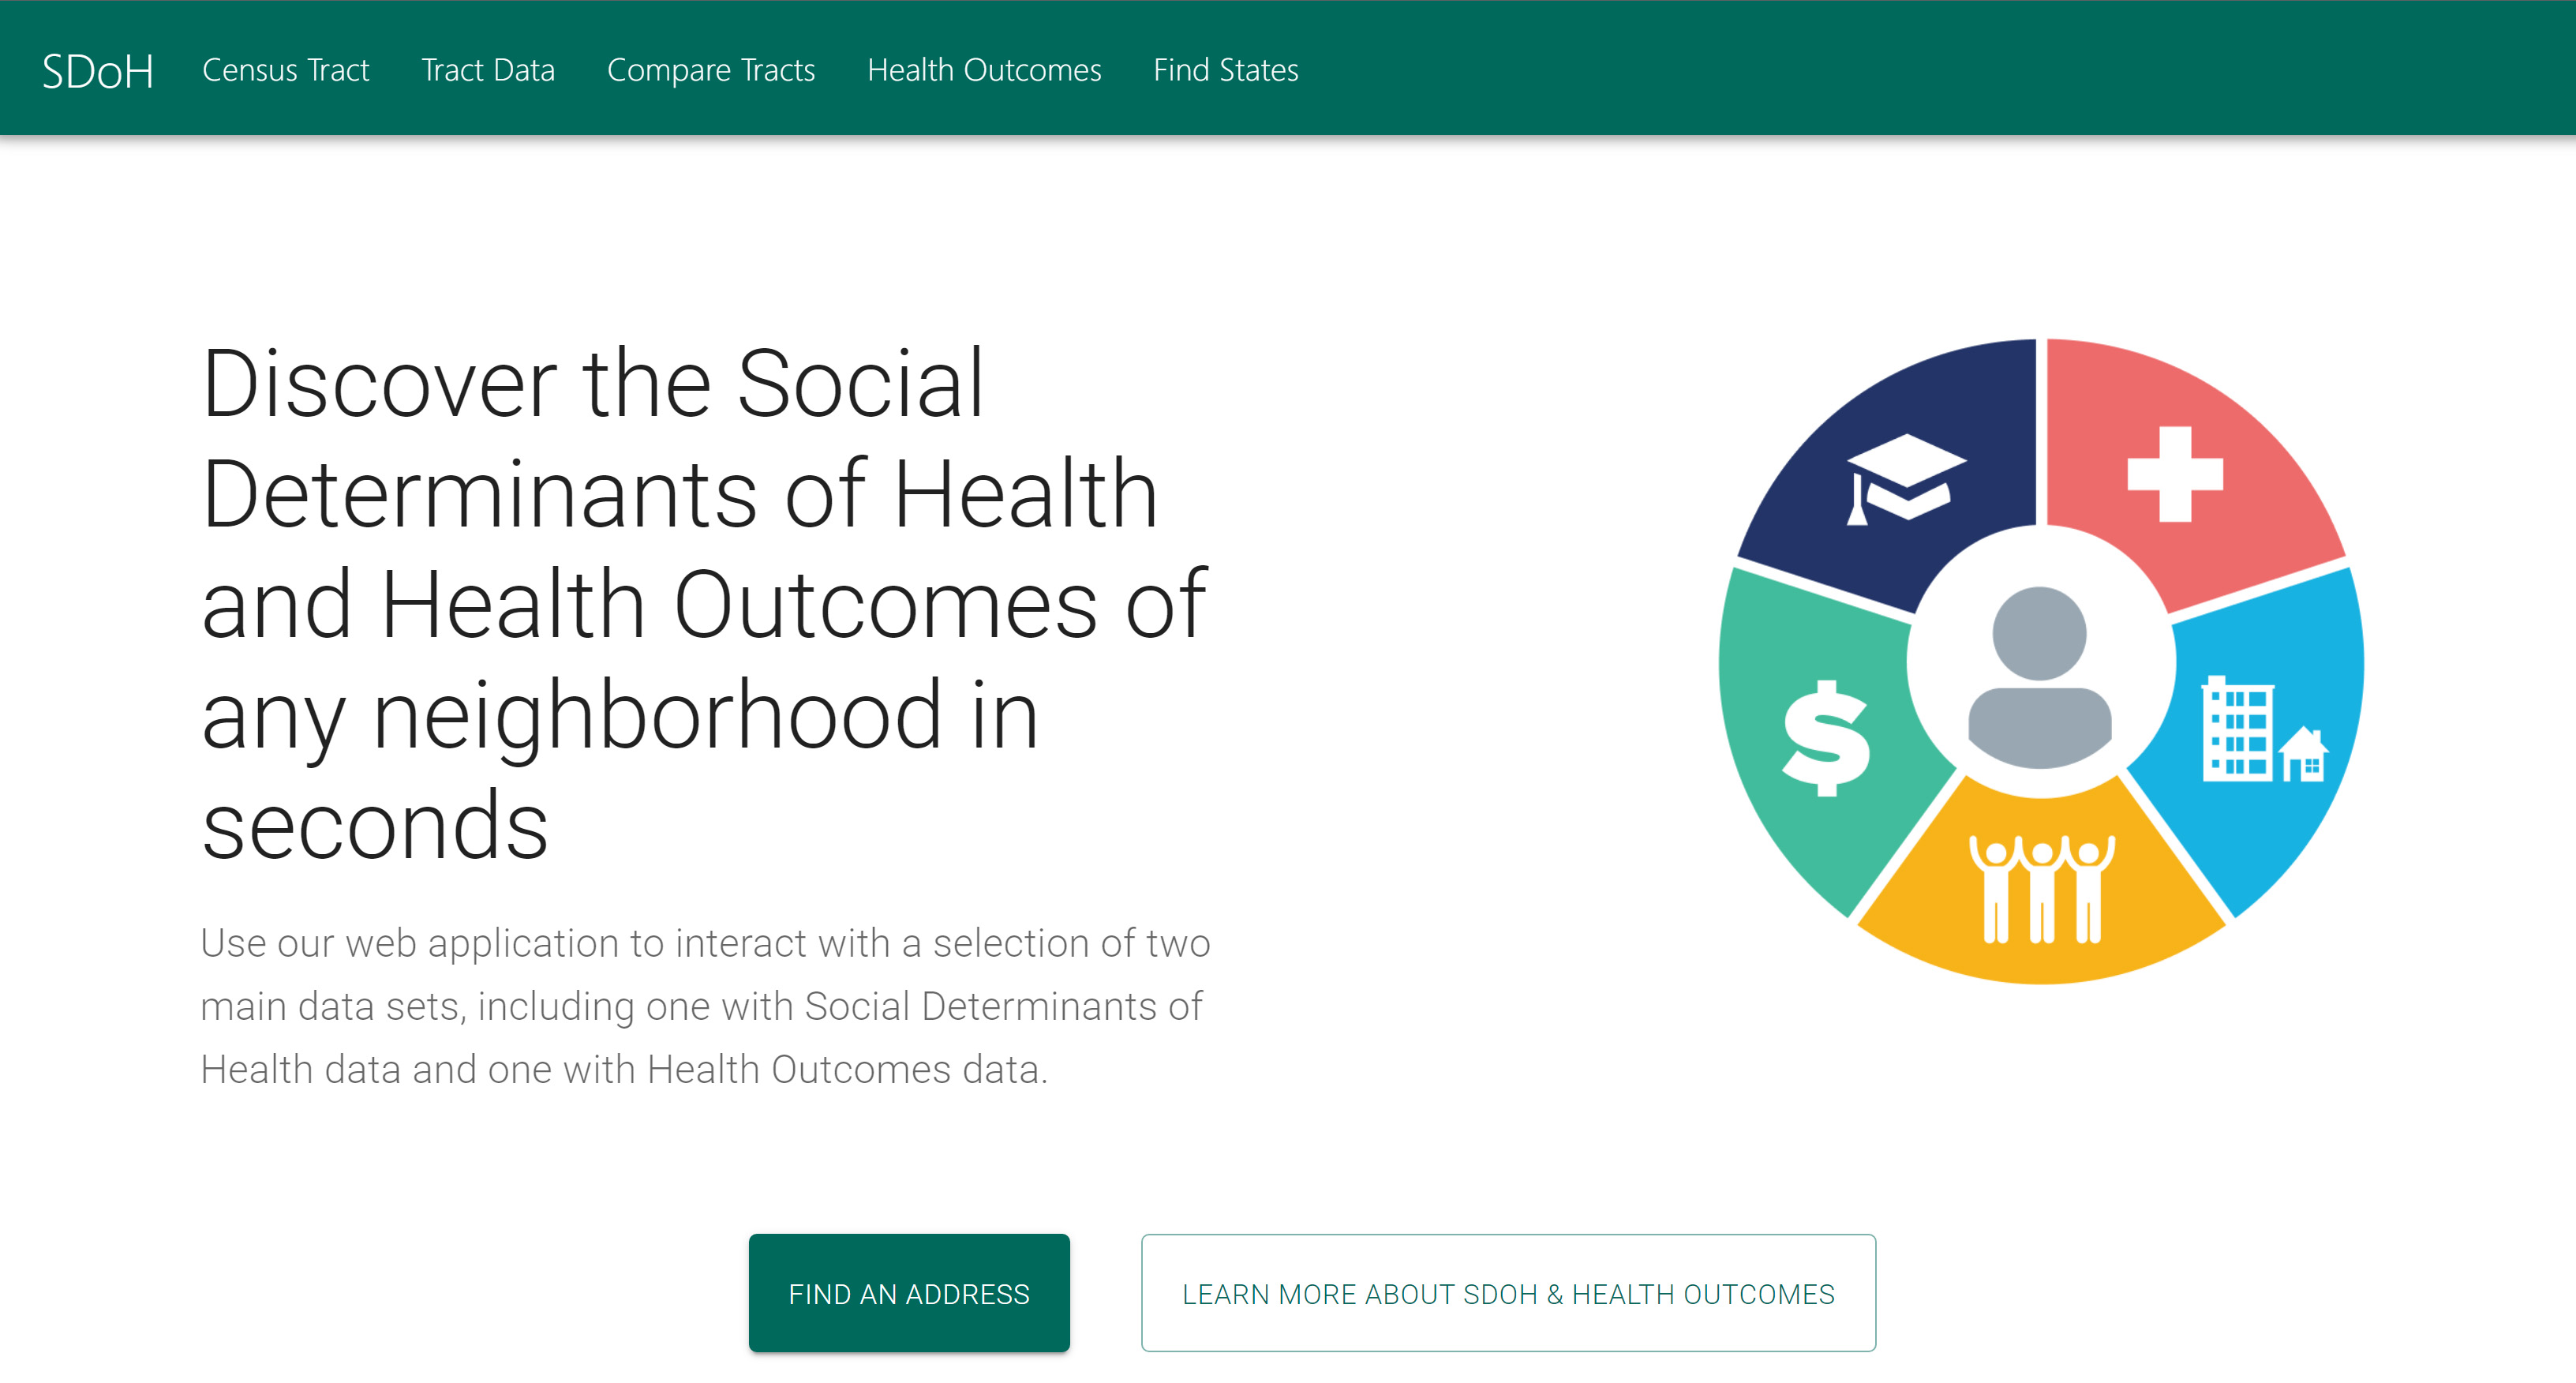 SDoH Census Tract Tract Data Compare Tracts Health Outcomes Find States
Discover the Social
Determinants of Health
and Health Outcomes of
any neighborhood in
seconds
Use our web application to interact with a selection of two
main data sets, including one with Social Determinants of
Health data and one with Health Outcomes data.
FIND AN ADDRESS LEARN MORE ABOUT SDOH & HEALTH OUTCOMES